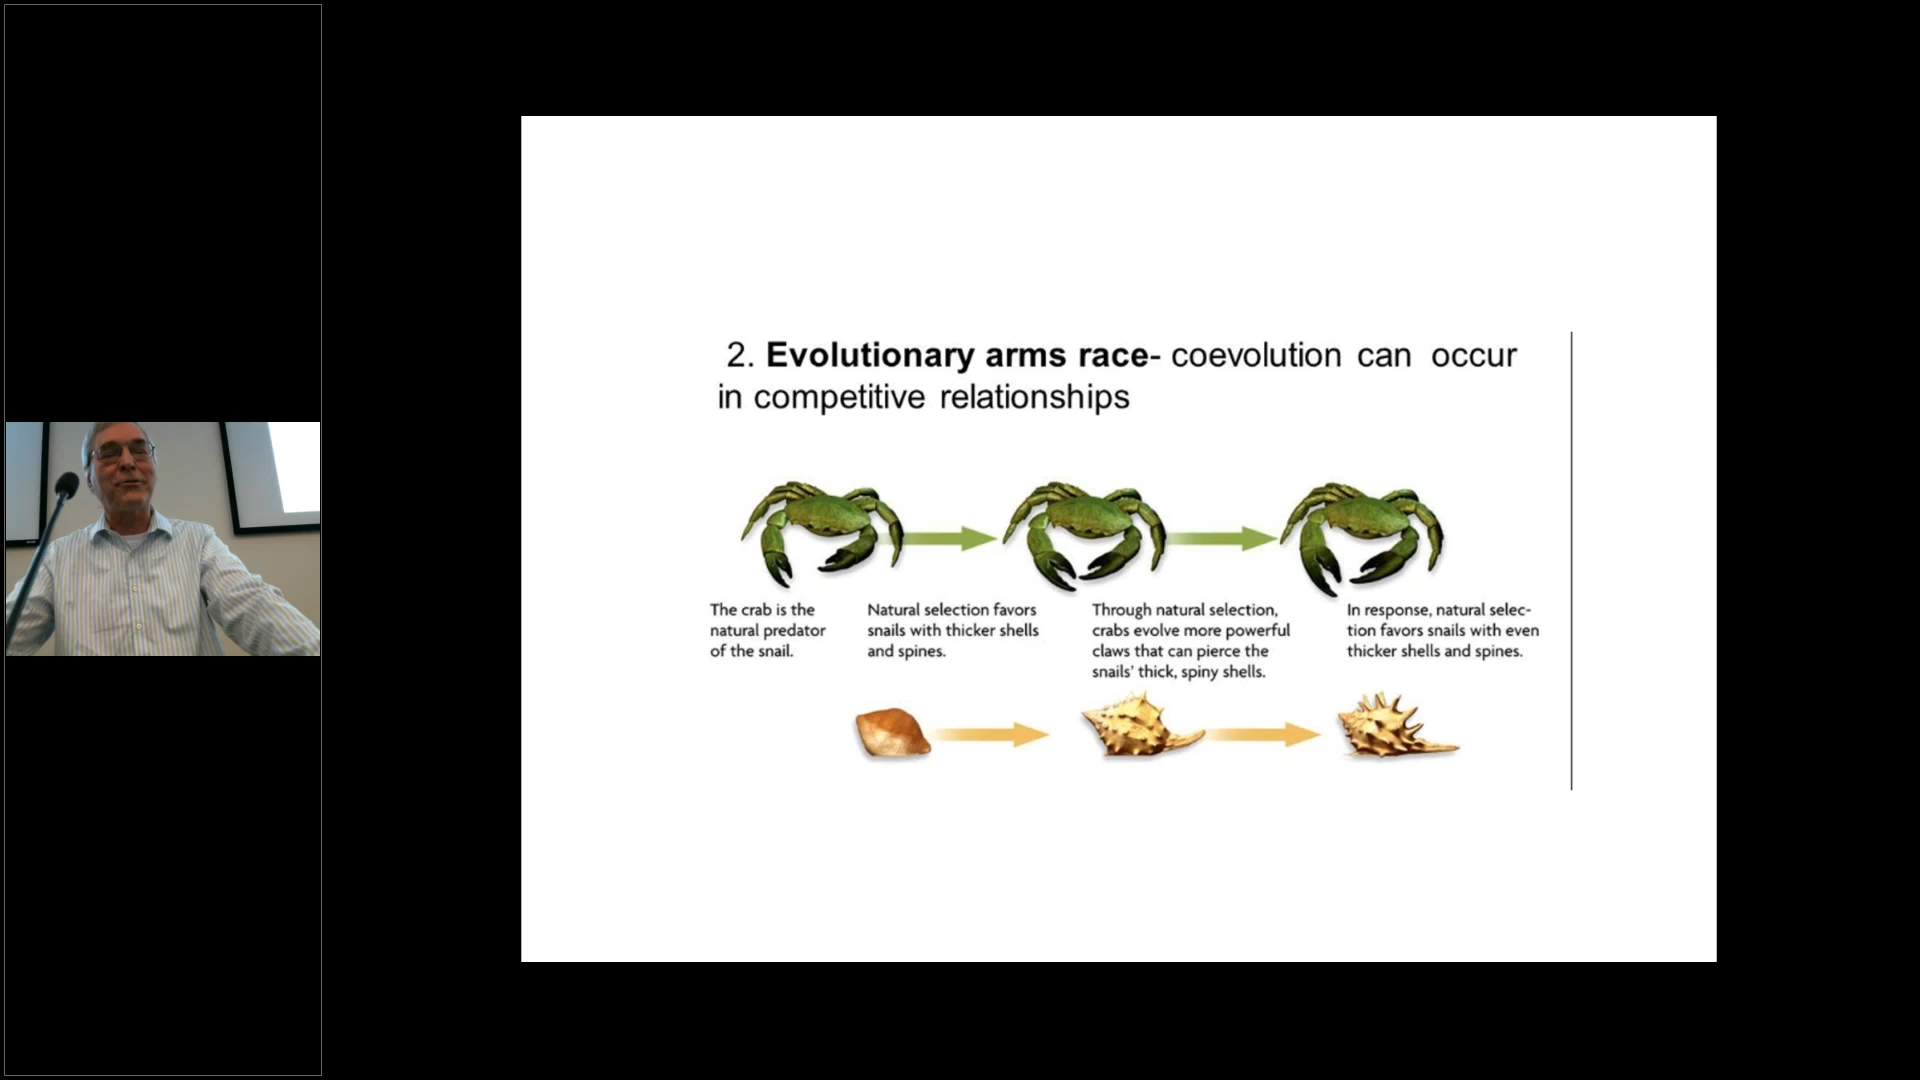 2. Evolutionary arms race- coevolution can occur
in competitive relationships
The crab is the
natural predator
of the snail.
Natural selection favors
snails with thicker shells
and spines.
Through natural selection,
crabs evolve more powerful
claws that can pierce the
snails' thick, spiny shells.
In response, natural selec-
tion favors snails with even
thicker shells and spines.